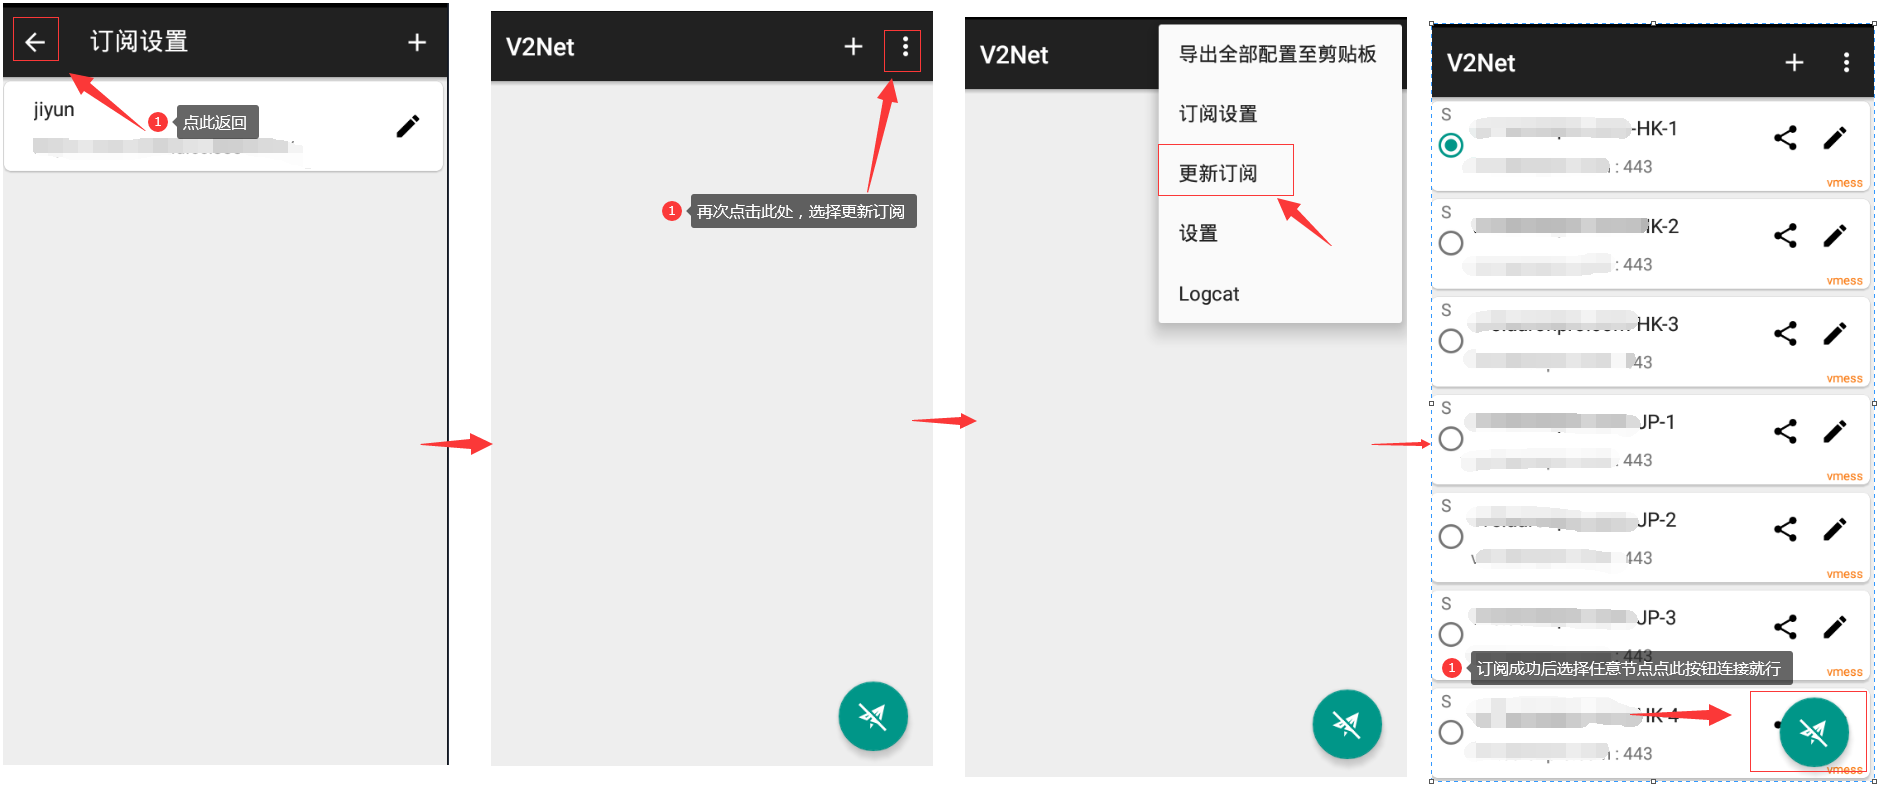 订阅设置
jiyun
1 点此返回
V2Net
1 再次点击此处，选择更新订阅
V2Net
导出全部配置至剪贴板
订阅设置
更新订阅
设置
Logcat
V2Net
S
-HK-1
: 443
vmess
S
HK-2
: 443
vmess
S
HK-3
443
vmess
S
JP-1
: 443
vmess
S
JP-2
443
vmess
S
JP-3
1 订阅成功后选择任意节点点此按钮连接就行
vmess
S
HK-4
: 443
vmess